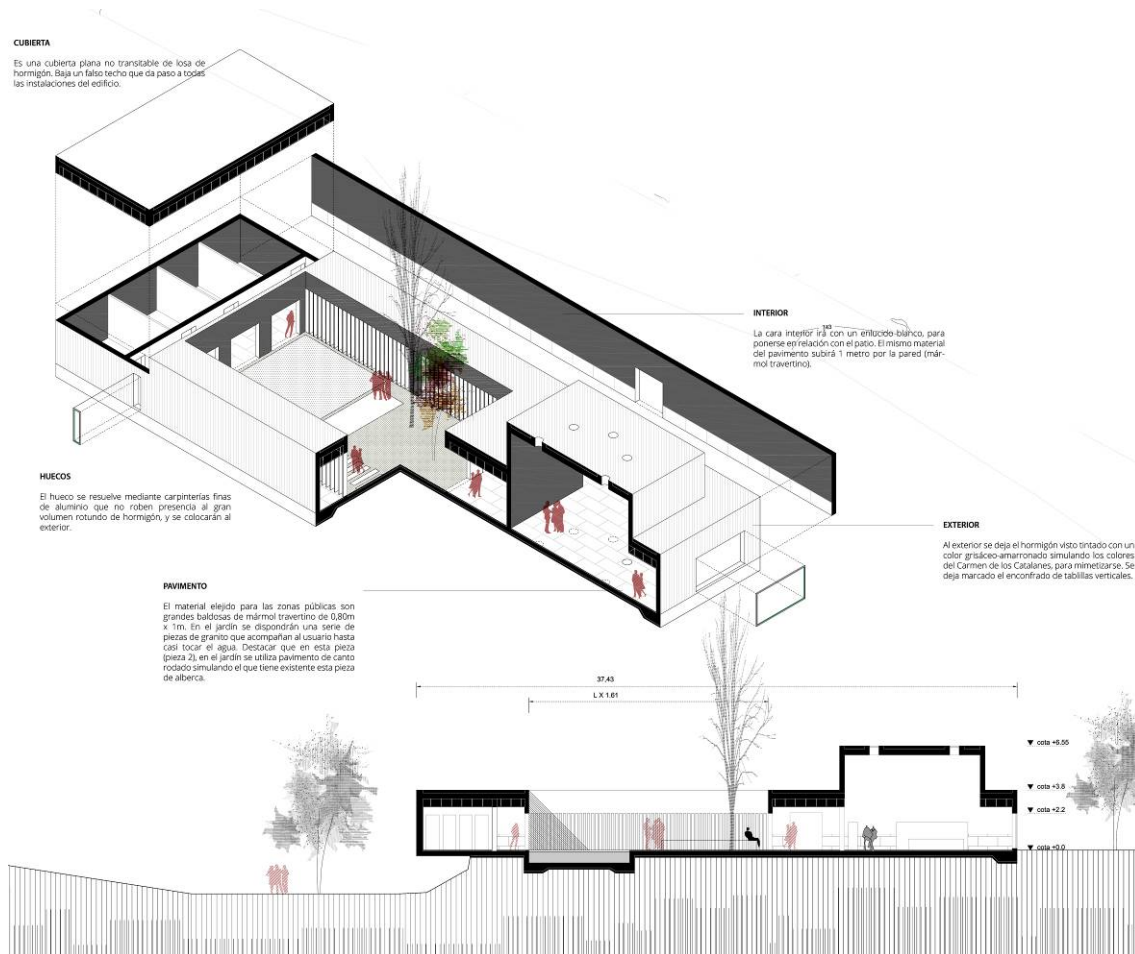 CUBIERTA
Es una cubierta plana no transitable de losa de
hormigón. Baja un falso techo que da paso a todas
las instalaciones del edificio.
INTERIOR
La cara interior irá con un enlucido blanco, para
ponerse en relación con el patio. El mismo material
del pavimento subirá 1 metro por la pared (már-
mol travertino).
HUECOS
El hueco se resuelve mediante carpinterías finas
de aluminio que no roben presencia al gran
volumen rotundo de hormigón, y se colocarán al
exterior.
EXTERIOR
Al exterior se deja el hormigón visto tintado con un
color grisáceo-amarronado simulando los colores
del Carmen de los Catalanes, para mimetizarse. Se
deja marcado el enconfrado de tablillas verticales.
PAVIMENTO
El material elejido para las zonas públicas son
grandes baldosas de mármol travertino de 0,80m
x 1m. En el jardín se dispondrán una serie de
piezas de granito que acompañan al usuario hasta
casi tocar el agua. Destacar que en esta pieza
(pieza 2), en el jardín se utiliza pavimento de canto
rodado simulando el que tiene existente esta pieza
de alberca.
37,43
L X 1.61
cota +6.55
cota +3.8
cota +2.2
cota +0.0